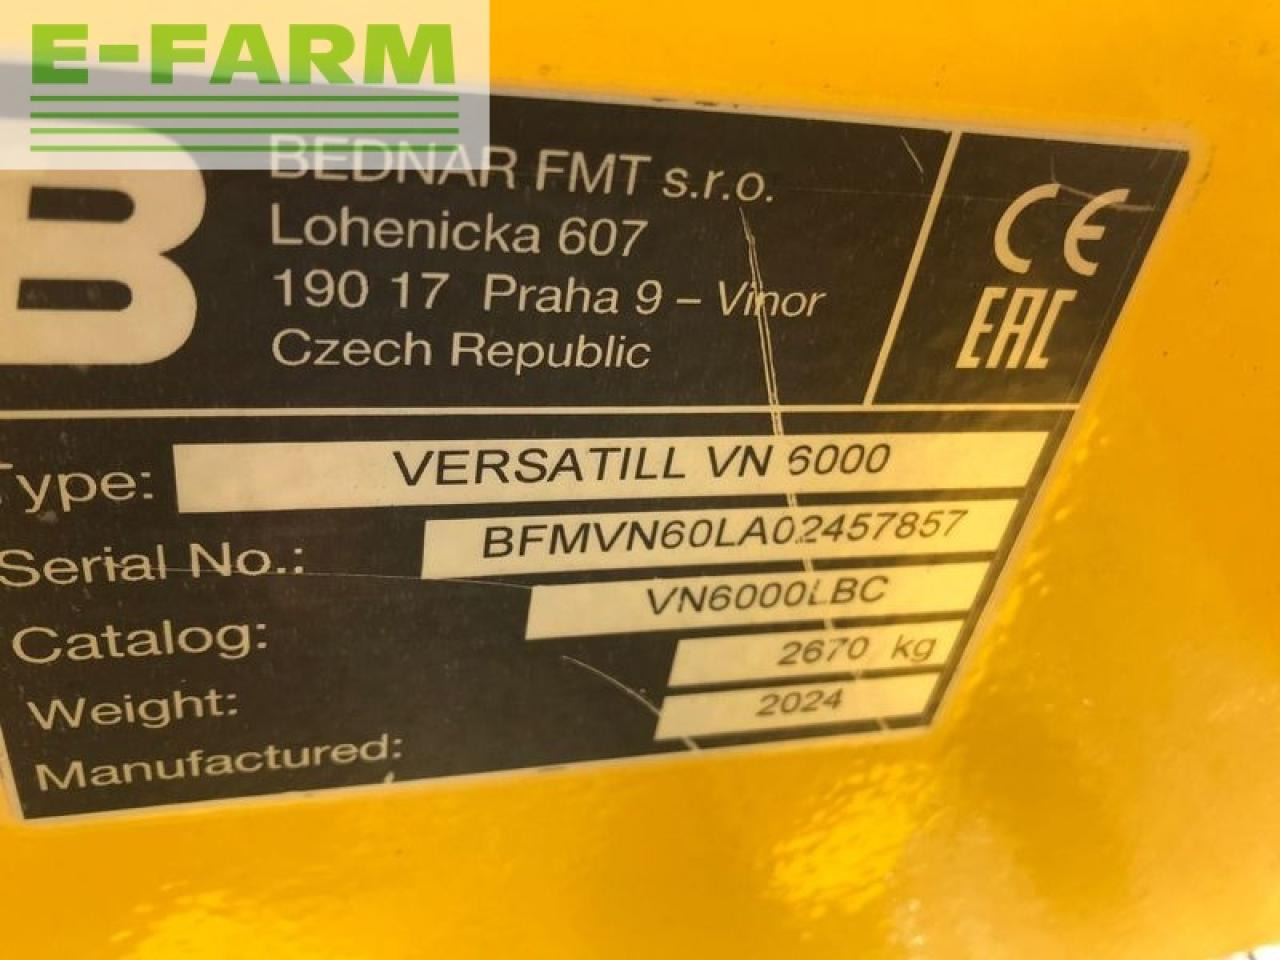 E-FARM
B
BEDNAR FMT s.r.o.
Lohenicka 607
190 17 Praha 9 – Vinor
Czech Republic
CE
EAC
Type: VERSATILL VN 6000
Serial No.: BFMVN60LA02457857
Catalog: VN6000LBC
Weight: 2670 kg
Manufactured: 2024